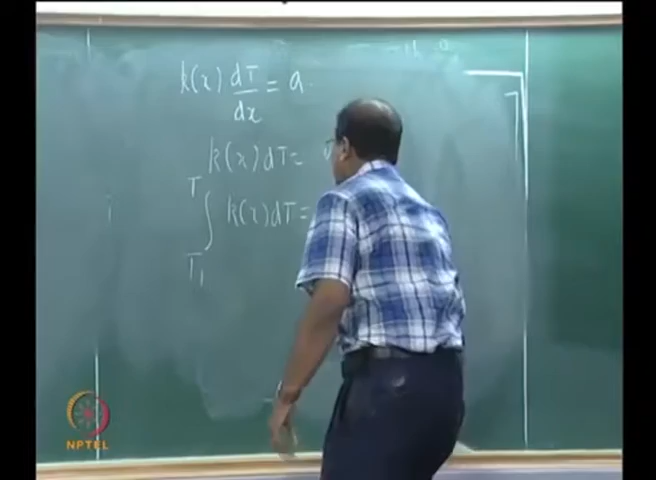 k(x) dT/dx = a
k(x) dT =
∫_{T₁}^{T} k(x) dT =
NPTEL